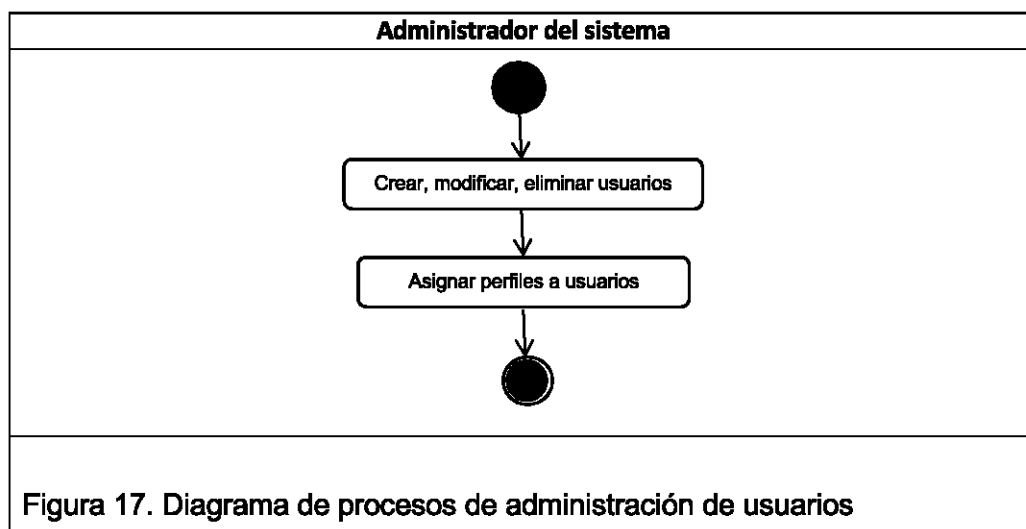 Administrador del sistema
Crear, modificar, eliminar usuarios
Asignar perfiles a usuarios
Figura 17. Diagrama de procesos de administración de usuarios